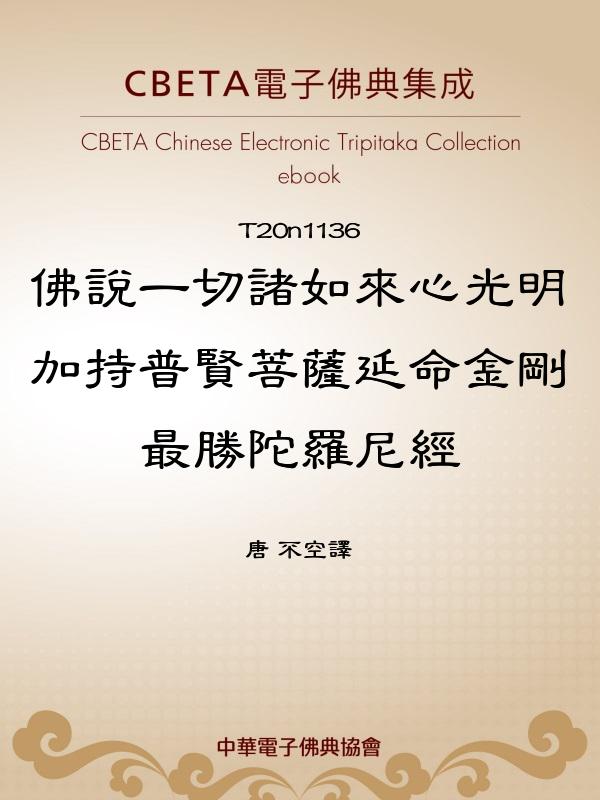 CBETA電子佛典集成
CBETA Chinese Electronic Tripitaka Collection
ebook
T20n1136
佛說一切諸如來心光明
加持普賢菩薩延命金剛
最勝陀羅尼經
唐 不空譯
中華電子佛典協會